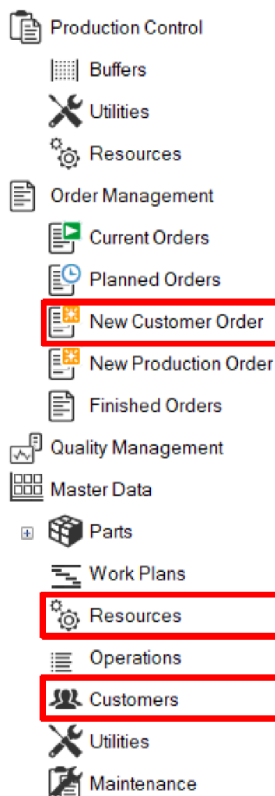 Production Control
Buffers
Utilities
Resources
Order Management
Current Orders
Planned Orders
New Customer Order
New Production Order
Finished Orders
Quality Management
Master Data
Parts
Work Plans
Resources
Operations
Customers
Utilities
Maintenance